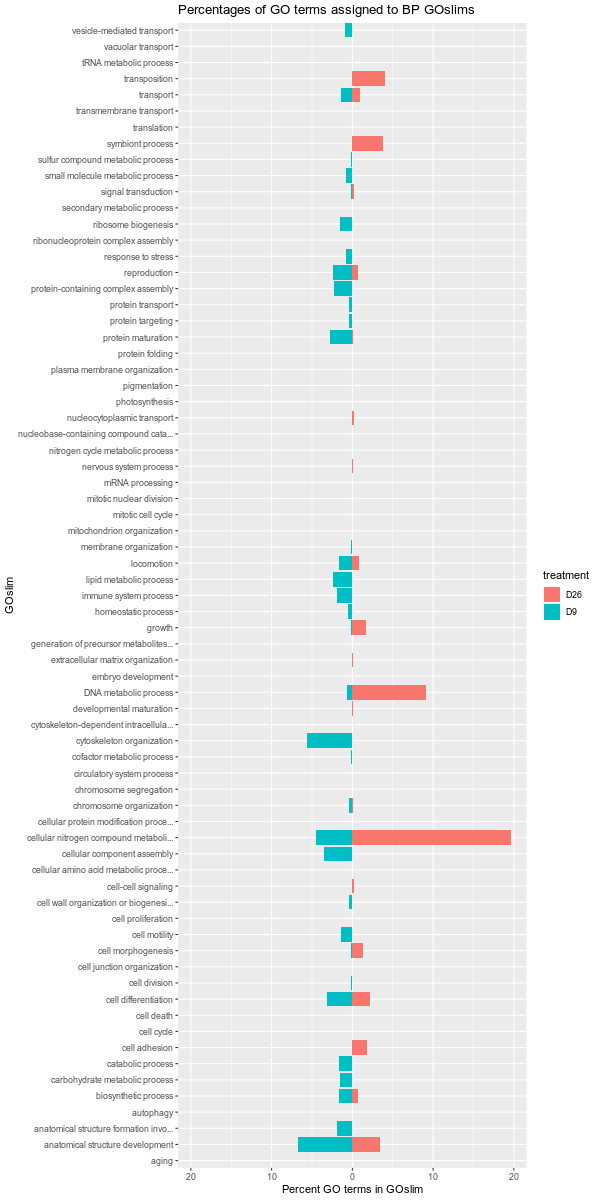 Percentages of GO terms assigned to BP GOslims
vesicle-mediated transport
vacuolar transport
tRNA metabolic process
transposition
transport
transmembrane transport
translation
symbiont process
sulfur compound metabolic process
small molecule metabolic process
signal transduction
secondary metabolic process
ribosome biogenesis
ribonucleoprotein complex assembly
response to stress
reproduction
protein-containing complex assembly
protein transport
protein targeting
protein maturation
protein folding
plasma membrane organization
pigmentation
photosynthesis
nucleocytoplasmic transport
nucleobase-containing compound cata...
nitrogen cycle metabolic process
nervous system process
mRNA processing
mitotic nuclear division
mitotic cell cycle
mitochondrion organization
membrane organization
locomotion
lipid metabolic process
immune system process
homeostatic process
growth
generation of precursor metabolites...
extracellular matrix organization
embryo development
DNA metabolic process
developmental maturation
cytoskeleton-dependent intracellula...
cytoskeleton organization
cofactor metabolic process
circulatory system process
chromosome segregation
chromosome organization
cellular protein modification proce...
cellular nitrogen compound metaboli...
cellular component assembly
cellular amino acid metabolic proce...
cell-cell signaling
cell wall organization or biogenesi...
cell proliferation
cell motility
cell morphogenesis
cell junction organization
cell division
cell differentiation
cell death
cell cycle
cell adhesion
catabolic process
carbohydrate metabolic process
biosynthetic process
autophagy
anatomical structure formation invo...
anatomical structure development
aging
20 10 0 10 20
Percent GO terms in GOslim
GOslim
treatment
D26
D9